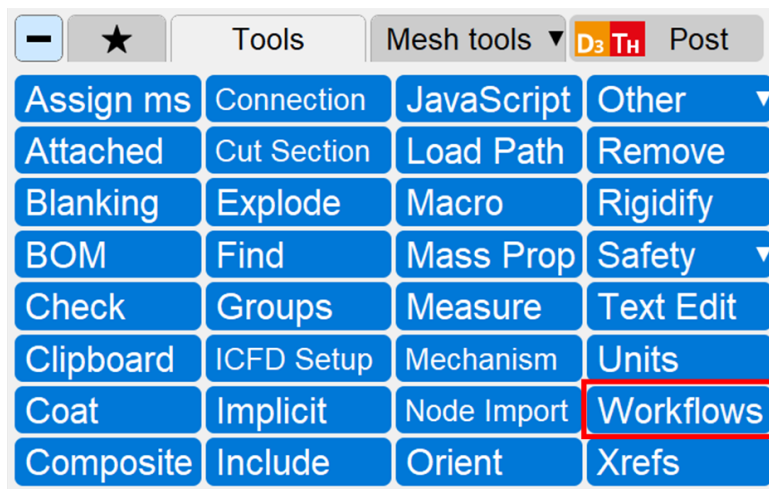 Tools Mesh tools D3 TH Post
Assign ms Connection JavaScript Other
Attached Cut Section Load Path Remove
Blanking Explode Macro Rigidify
BOM Find Mass Prop Safety
Check Groups Measure Text Edit
Clipboard ICFD Setup Mechanism Units
Coat Implicit Node Import Workflows
Composite Include Orient Xrefs